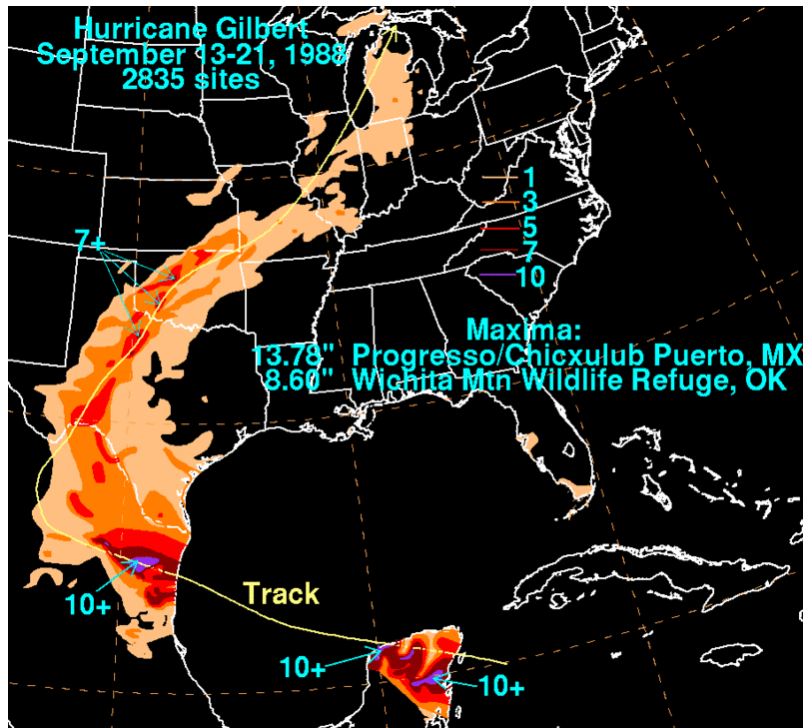 Hurricane Gilbert
September 13-21, 1988
2835 sites
1
3
5
7
10
7+
Maxima:
13.78" Progresso/Chicxulub Puerto, MX
8.60" Wichita Mtn Wildlife Refuge, OK
10+
Track
10+
10+